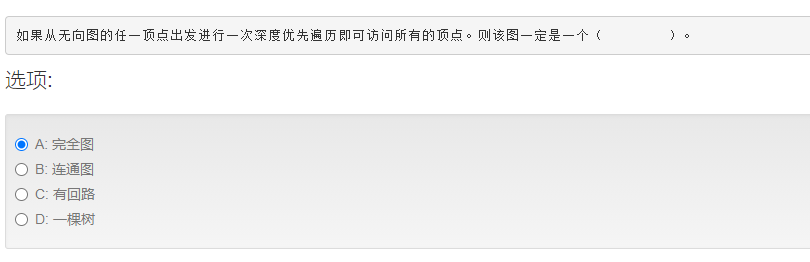 如果从无向图的任一顶点出发进行一次深度优先遍历即可访问所有的顶点。则该图一定是一个（      ）。
选项:
A: 完全图
B: 连通图
C: 有回路
D: 一棵树